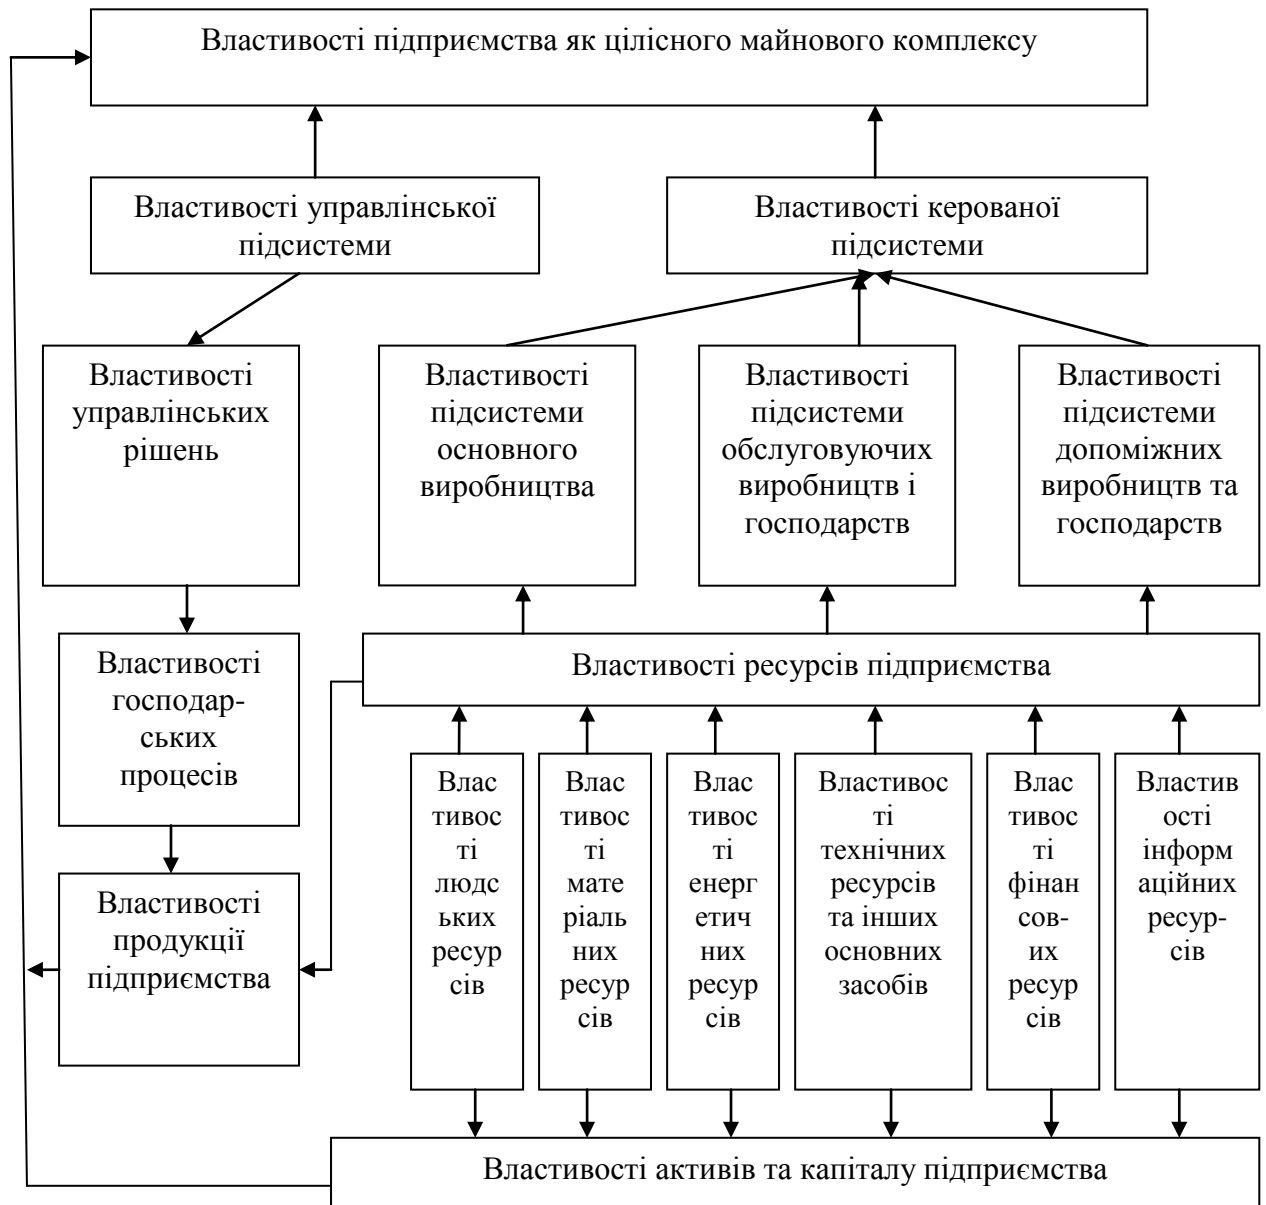 Властивості підприємства як цілісного майнового комплексу
Властивості управлінської
підсистеми
Властивості керованої
підсистеми
Властивості
управлінських
рішень
Властивості
підсистеми
основного
виробництва
Властивості
підсистеми
обслуговуючих
виробництв і
господарств
Властивості
підсистеми
допоміжних
виробництв та
господарств
Властивості
господар-
ських
процесів
Властивості ресурсів підприємства
Влас
тивос
ті
людс
ьких
ресур
сів
Влас
тивос
ті
мате
ріаль
них
ресур
сів
Влас
тивос
ті
енерг
етич
них
ресур
сів
Властивос
ті
технічних
ресурсів
та інших
основних
засобів
Влас
тивос
ті
фінан
сов-
их
ресур
сів
Властив
ості
інформ
аційних
ресур-
сів
Властивості
продукції
підприємства
Властивості активів та капіталу підприємства